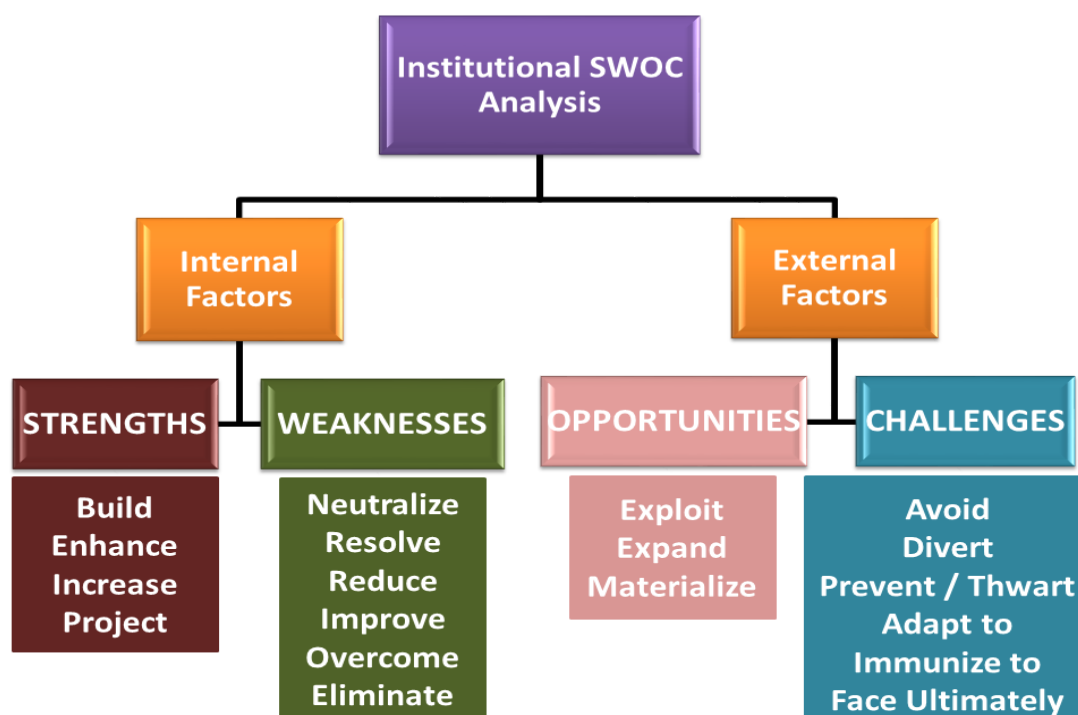 Institutional SWOC
Analysis
Internal
Factors
External
Factors
STRENGTHS
WEAKNESSES
OPPORTUNITIES
CHALLENGES
Build
Enhance
Increase
Project
Neutralize
Resolve
Reduce
Improve
Overcome
Eliminate
Exploit
Expand
Materialize
Avoid
Divert
Prevent / Thwart
Adapt to
Immunize to
Face Ultimately